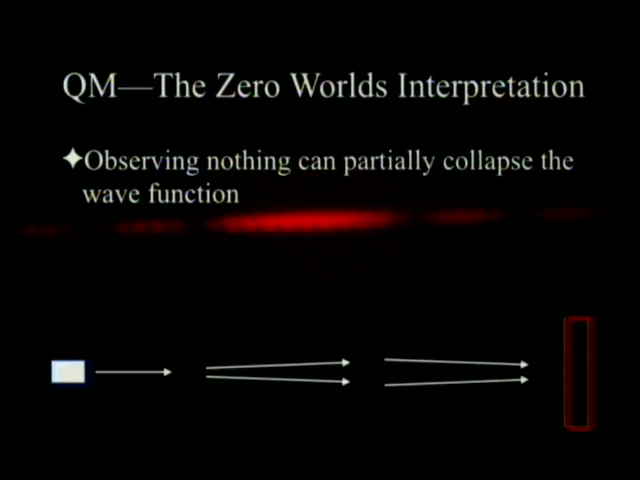 QM—The Zero Worlds Interpretation
✦Observing nothing can partially collapse the
wave function